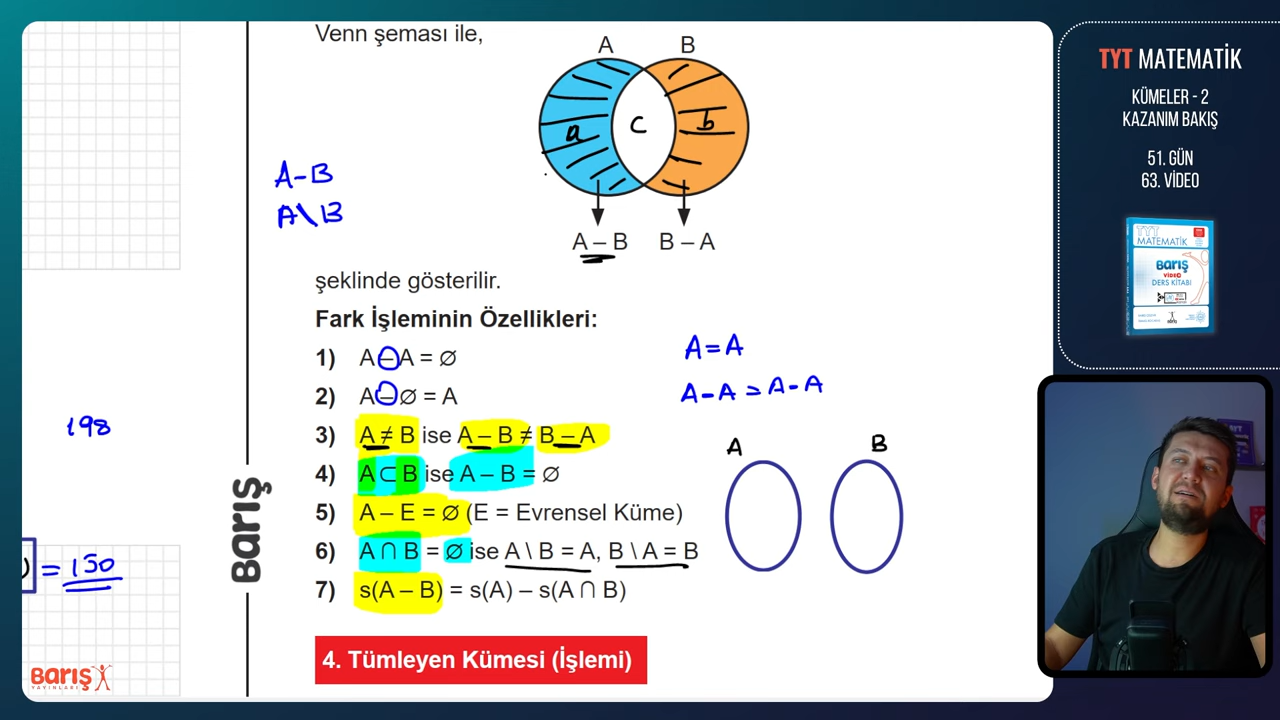 Venn şeması ile,
A B
a c b
A-B
A\B
A – B B – A
şeklinde gösterilir.
Fark İşleminin Özellikleri:
1) A – A = ∅
A=A
2) A – ∅ = A
A-A = A-A
3) A ≠ B ise A – B ≠ B – A
4) A ⊂ B ise A – B = ∅
5) A – E = ∅ (E = Evrensel Küme)
6) A ∩ B = ∅ ise A \ B = A, B \ A = B
7) s(A – B) = s(A) – s(A ∩ B)
A B
4. Tümleyen Kümesi (İşlemi)
198
) = 150
BARIŞ
BARIŞ
YAYINLARI
TYT MATEMATİK
KÜMELER - 2
KAZANIM BAKIŞ
51. GÜN
63. VİDEO
TYT
MATEMATİK
BARIŞ
VİDEO
DERS KİTABI